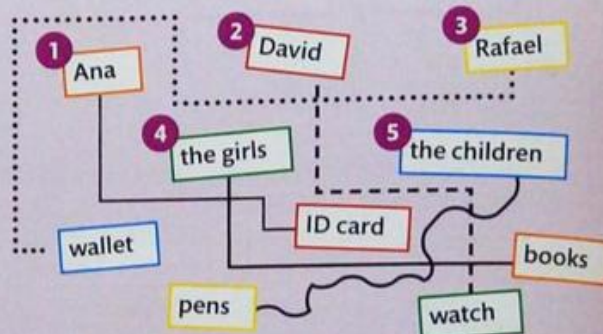 1 Ana
2 David
3 Rafael
4 the girls
5 the children
wallet
ID card
books
pens
watch